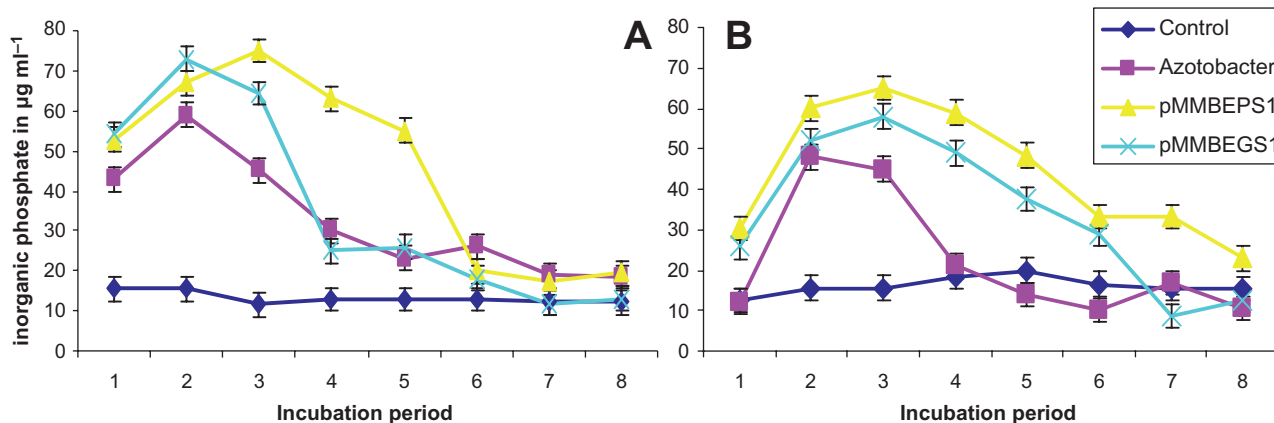 A
80
70
60
50
40
30
20
10
0
inorganic phosphate in µg ml⁻¹
1 2 3 4 5 6 7 8
Incubation period
B
80
70
60
50
40
30
20
10
0
1 2 3 4 5 6 7 8
Incubation period
Control
Azotobacter
pMMBEPS1
pMMBEGS1